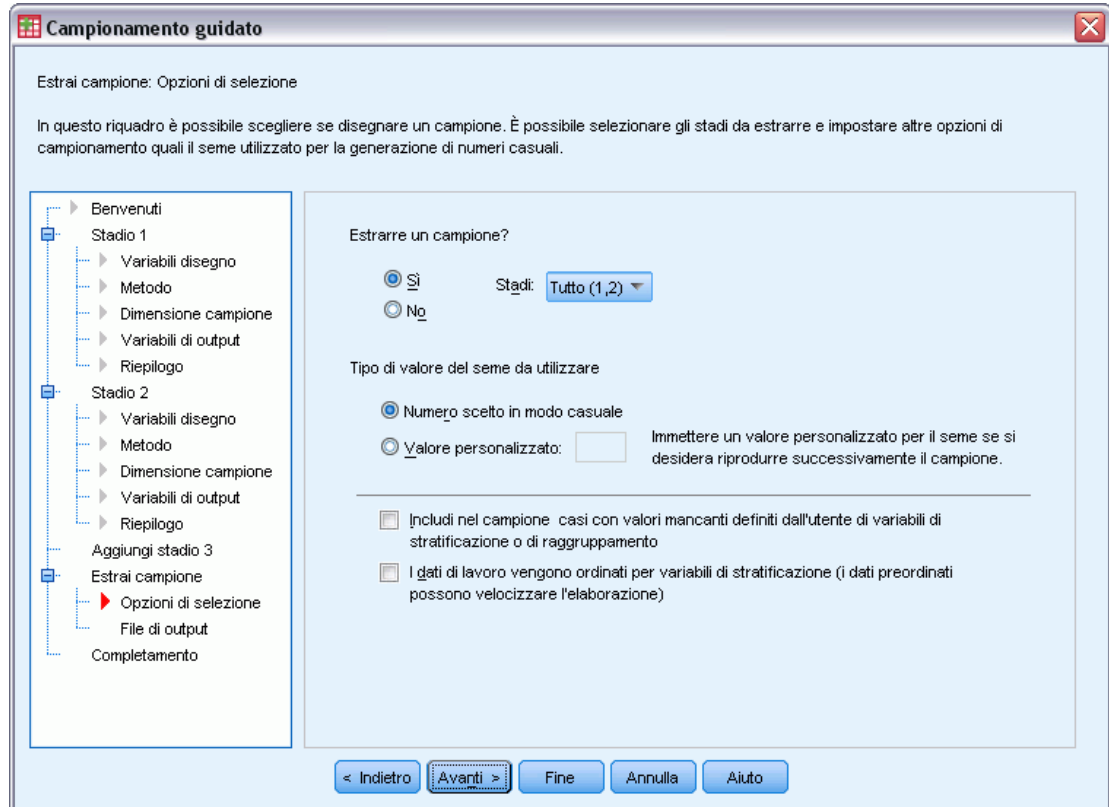 Campionamento guidato
Estrai campione: Opzioni di selezione
In questo riquadro è possibile scegliere se disegnare un campione. È possibile selezionare gli stadi da estrarre e impostare altre opzioni di
campionamento quali il seme utilizzato per la generazione di numeri casuali.
Benvenuti
Stadio 1
Variabili disegno
Metodo
Dimensione campione
Variabili di output
Riepilogo
Stadio 2
Variabili disegno
Metodo
Dimensione campione
Variabili di output
Riepilogo
Aggiungi stadio 3
Estrai campione
Opzioni di selezione
File di output
Completamento
Estrarre un campione?
Sì
Stadi: Tutto (1,2)
No
Tipo di valore del seme da utilizzare
Numero scelto in modo casuale
Valore personalizzato:
Immettere un valore personalizzato per il seme se si
desidera riprodurre successivamente il campione.
Includi nel campione casi con valori mancanti definiti dall'utente di variabili di
stratificazione o di raggruppamento
I dati di lavoro vengono ordinati per variabili di stratificazione (i dati preordinati
possono velocizzare l'elaborazione)
< Indietro Avanti > Fine Annulla Aiuto